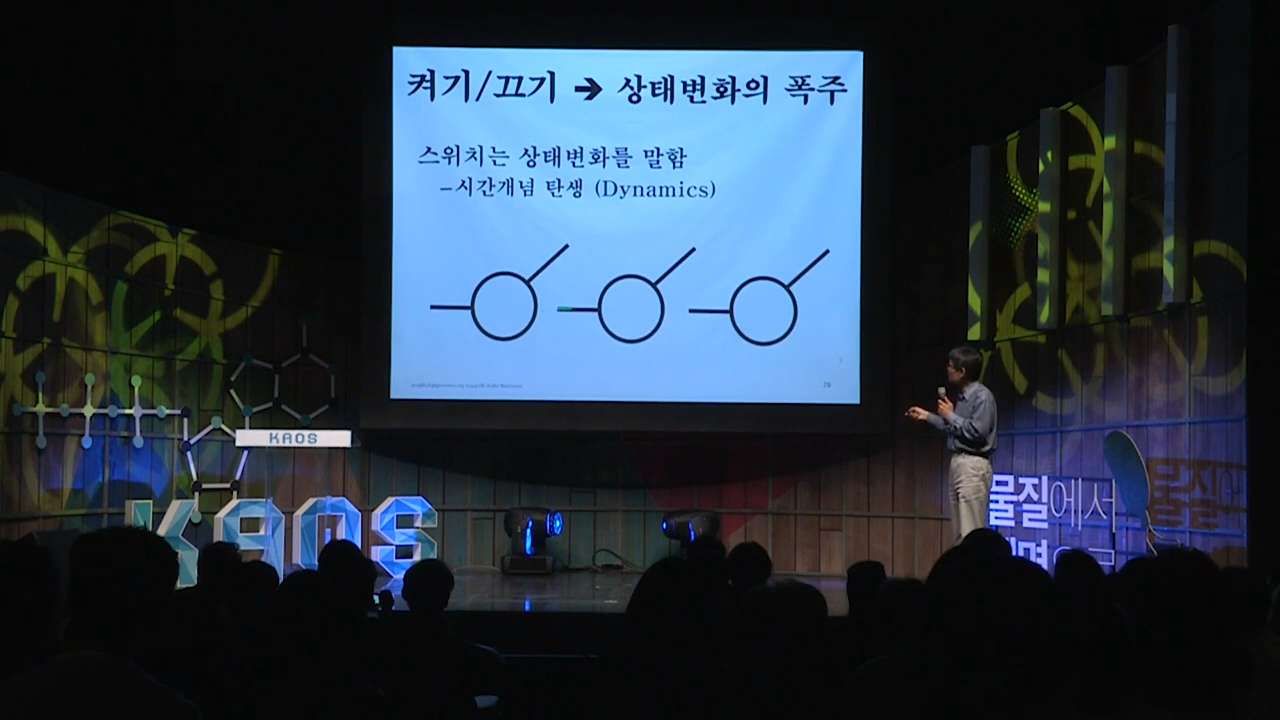 켜기/끄기 ➔ 상태변화의 폭주
스위치는 상태변화를 말함
–시간개념 탄생 (Dynamics)
28
KAOS
KAOS
물질에서